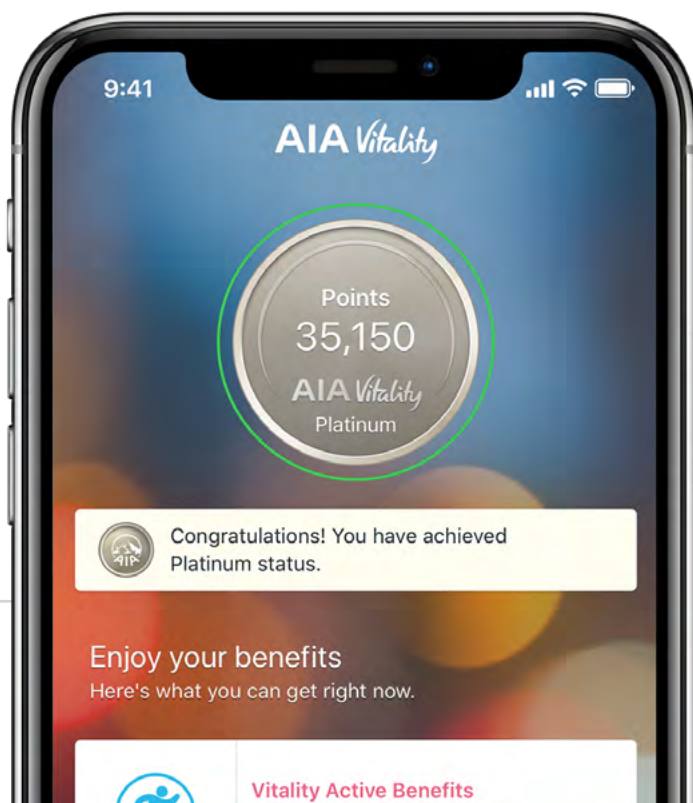 9:41
AIA Vitality
Points
35,150
AIA Vitality
Platinum
Congratulations! You have achieved
Platinum status.
AIA
Enjoy your benefits
Here's what you can get right now.
Vitality Active Benefits